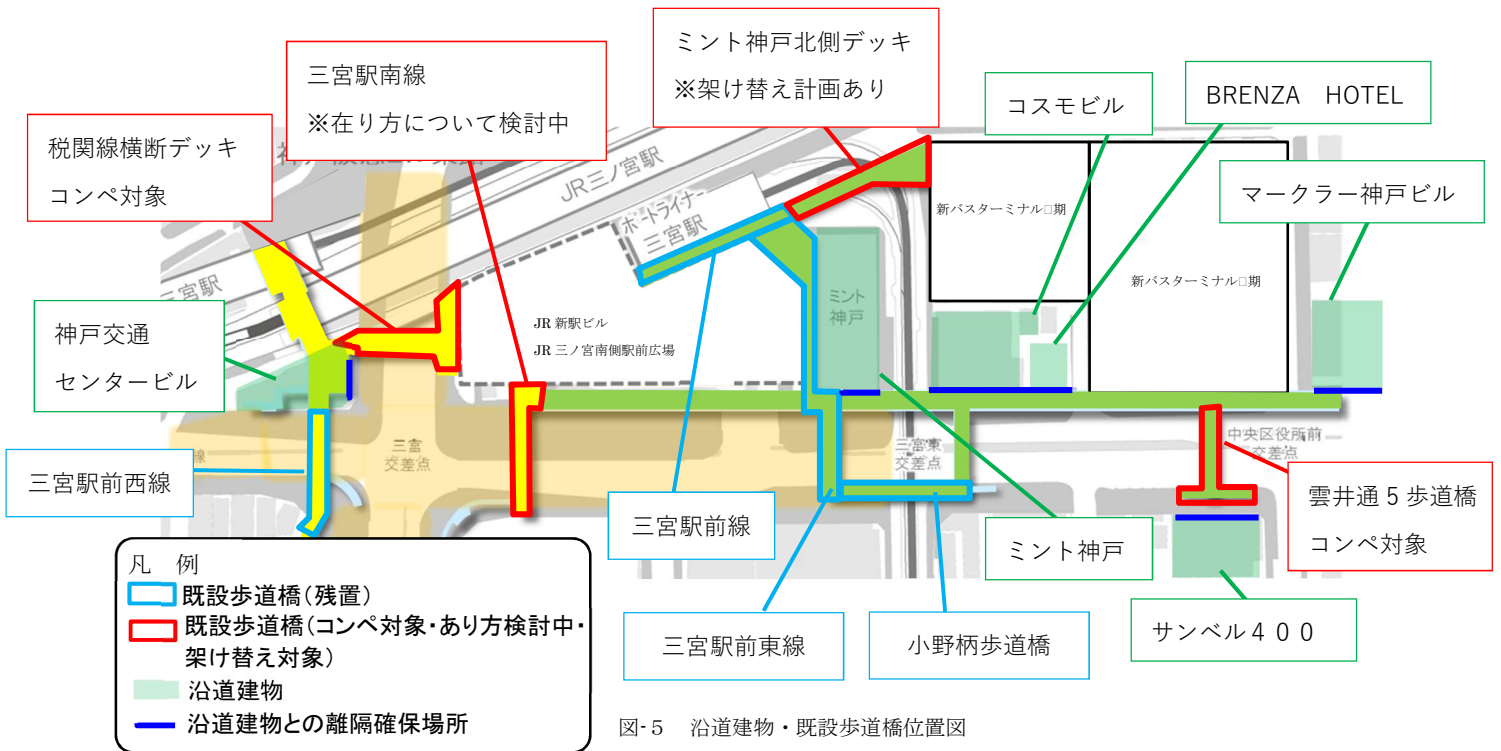 ミント神戸北側デッキ
※架け替え計画あり
三宮駅南線
※在り方について検討中
コスモビル
BRENZA　HOTEL
税関線横断デッキ
コンペ対象
マークラー神戸ビル
JR三ノ宮駅
ポートライナー
三宮駅
新バスターミナル□期
新バスターミナル□期
三宮駅
神戸交通
センタービル
ミント
神戸
JR 新駅ビル
JR 三ノ宮南側駅前広場
三宮
交差点
三宮東
交差点
中央区役所前
交差点
線
三宮駅前西線
三宮駅前線
ミント神戸
雲井通5歩道橋
コンペ対象
三宮駅前東線
小野柄歩道橋
サンベル４００
凡　例
既設歩道橋(残置)
既設歩道橋(コンペ対象・あり方検討中・
架け替え対象)
沿道建物
沿道建物との離隔確保場所
図-５　沿道建物・既設歩道橋位置図